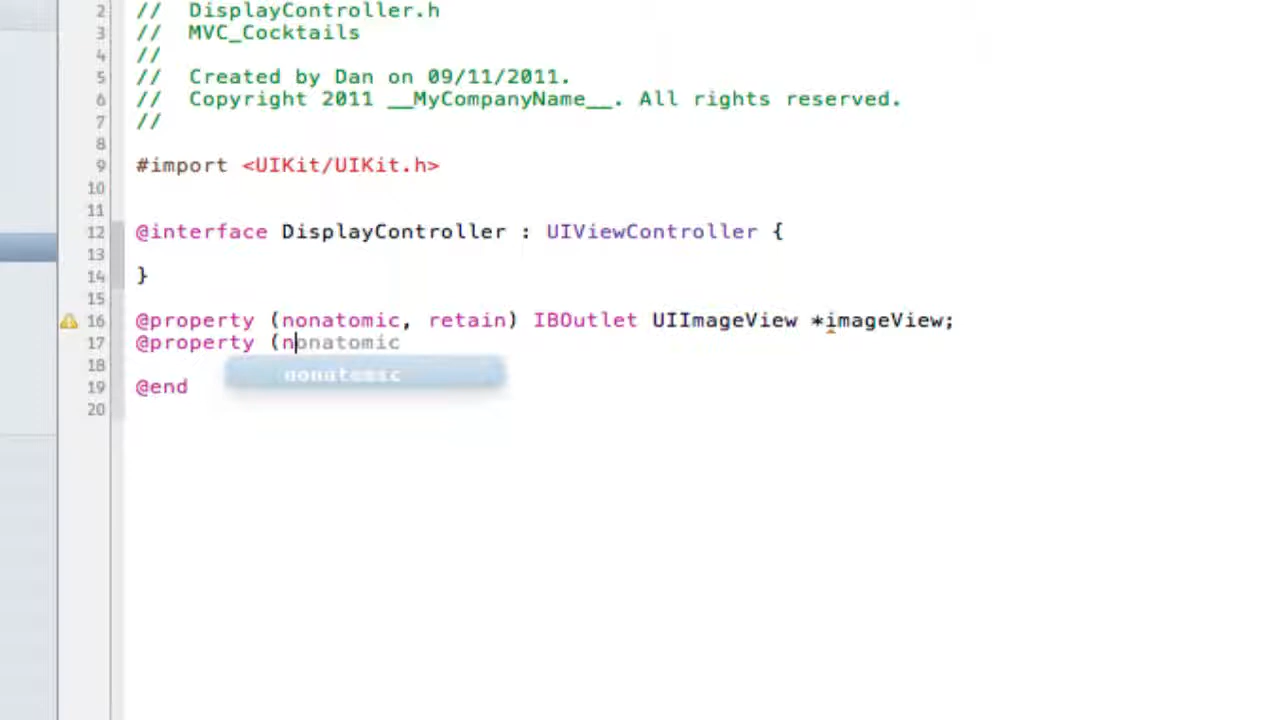 2 // DisplayController.h
3 // MVC_Cocktails
4 //
5 // Created by Dan on 09/11/2011.
6 // Copyright 2011 __MyCompanyName__. All rights reserved.
7 //
8
9 #import <UIKit/UIKit.h>
10
11
12 @interface DisplayController : UIViewController {
13
14 }
15
16 @property (nonatomic, retain) IBOutlet UIImageView *imageView;
17 @property (nonatomic
nonatomic
18
19 @end
20